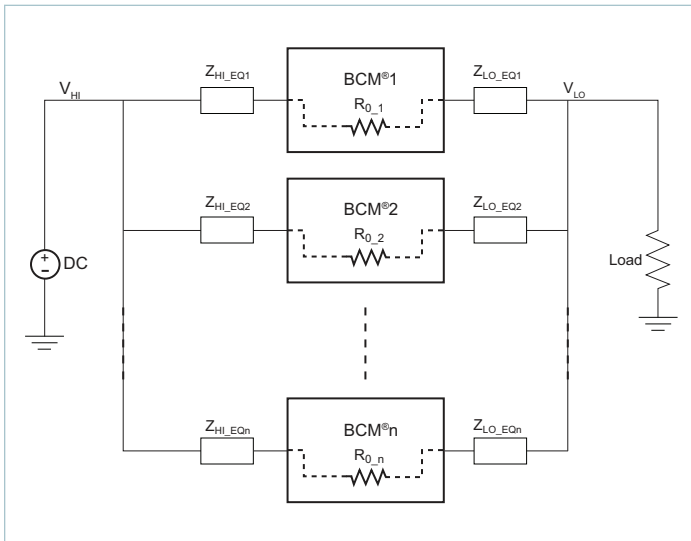 Z_HI_EQ1
BCM®1
Z_LO_EQ1
V_HI
R_0_1
V_LO
Z_HI_EQ2
BCM®2
Z_LO_EQ2
R_0_2
+
-
DC
Load
Z_HI_EQn
BCM®n
Z_LO_EQn
R_0_n